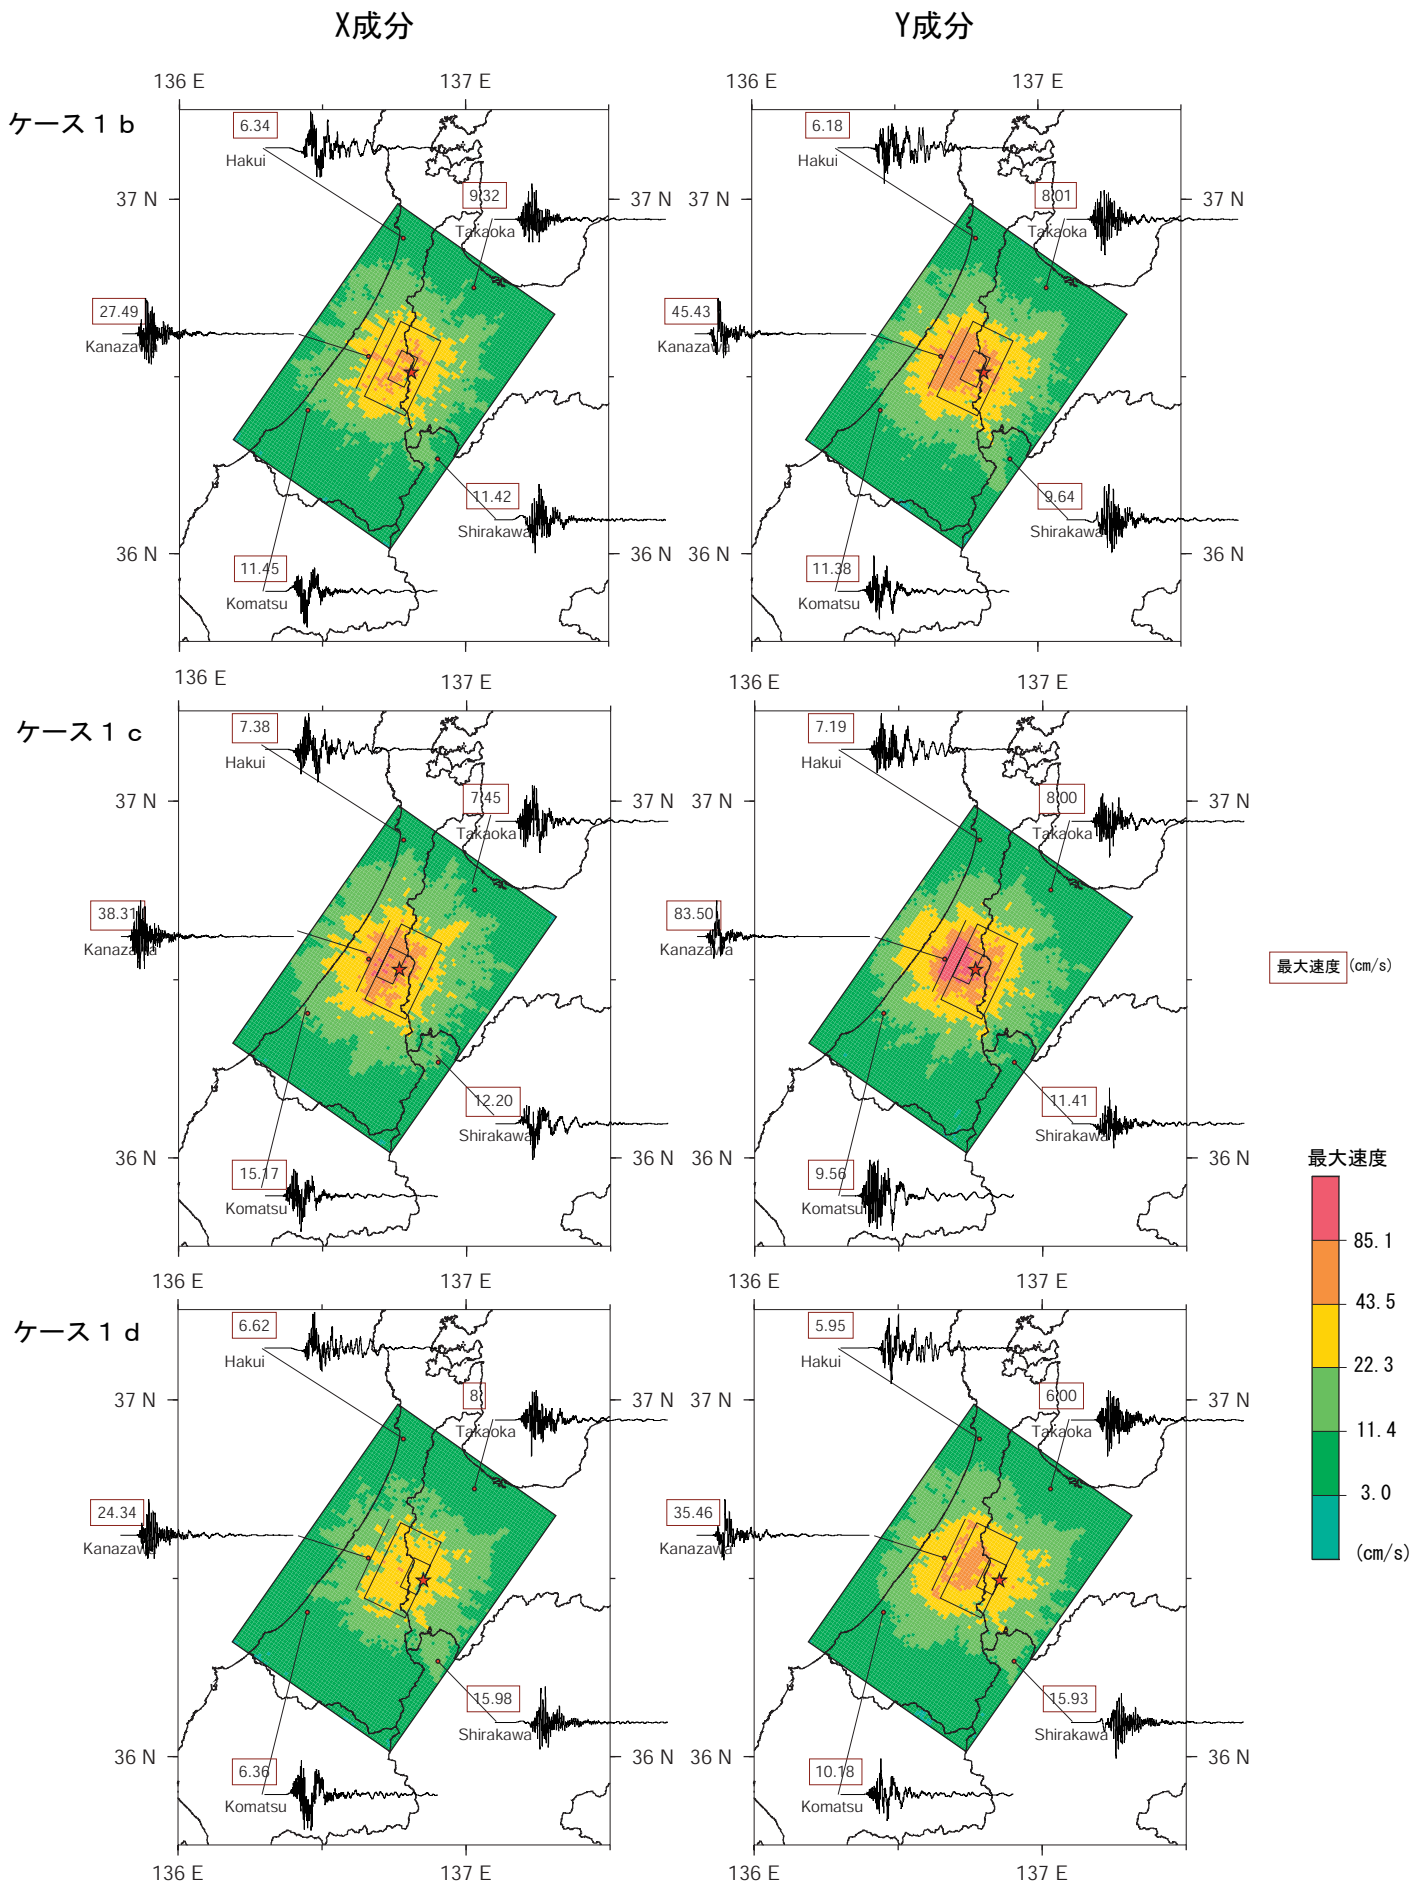 X成分
Y成分
136 E
137 E
136 E
137 E
ケース１ｂ
6.34
Hakui
9.32
Takaoka
37 N
37 N
27.49
Kanazawa
11.42
Shirakawa
36 N
36 N
11.45
Komatsu
6.18
Hakui
8.01
Takaoka
37 N
37 N
45.43
Kanazawa
9.64
Shirakawa
36 N
36 N
11.38
Komatsu
136 E
137 E
136 E
137 E
ケース１ｃ
7.38
Hakui
7.45
Takaoka
37 N
37 N
38.31
Kanazawa
12.20
Shirakawa
36 N
36 N
15.17
Komatsu
7.19
Hakui
8.00
Takaoka
37 N
37 N
83.50
Kanazawa
11.41
Shirakawa
36 N
36 N
9.56
Komatsu
最大速度 (cm/s)
最大速度
85.1
43.5
22.3
11.4
3.0
(cm/s)
136 E
137 E
136 E
137 E
ケース１ｄ
6.62
Hakui
8
Takaoka
37 N
37 N
24.34
Kanazawa
15.98
Shirakawa
36 N
36 N
6.36
Komatsu
5.95
Hakui
6.00
Takaoka
37 N
37 N
35.46
Kanazawa
15.93
Shirakawa
36 N
36 N
10.18
Komatsu
136 E
137 E
136 E
137 E